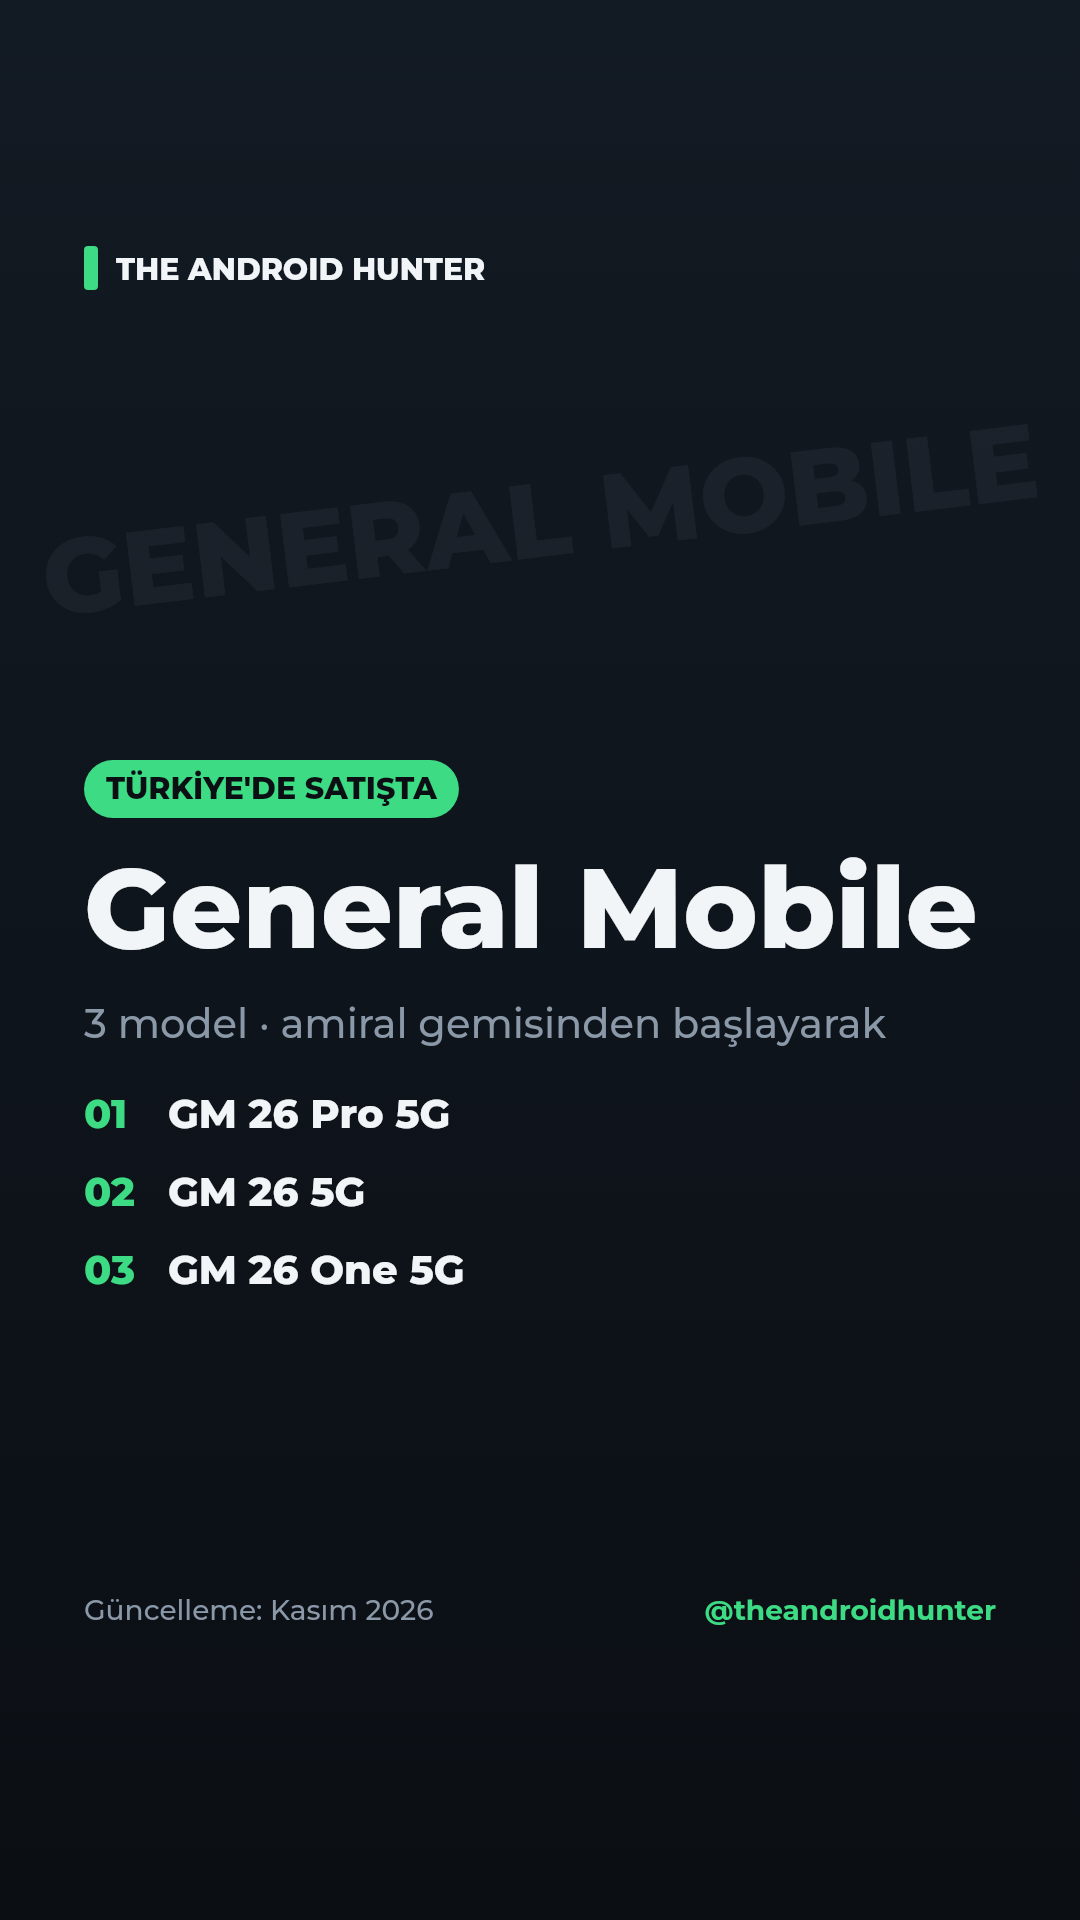 THE ANDROID HUNTER
GENERAL MOBILE
TÜRKİYE'DE SATIŞTA
General Mobile
3 model · amiral gemisinden başlayarak
01 GM 26 Pro 5G
02 GM 26 5G
03 GM 26 One 5G
Güncelleme: Kasım 2026
@theandroidhunter